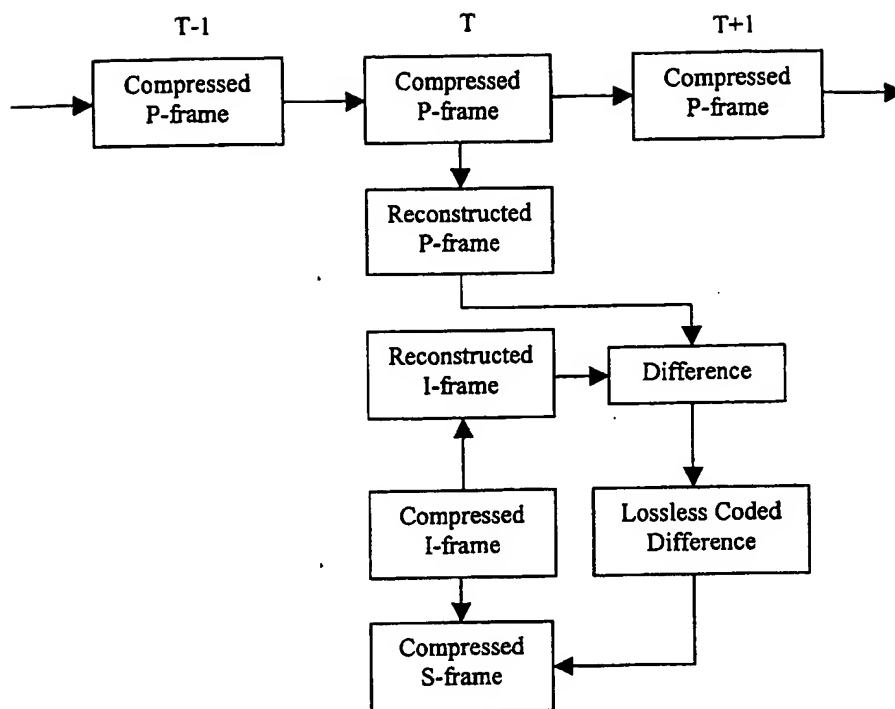 T-1
T
T+1
Compressed
P-frame
Compressed
P-frame
Compressed
P-frame
Reconstructed
P-frame
Reconstructed
I-frame
Difference
Compressed
I-frame
Lossless Coded
Difference
Compressed
S-frame